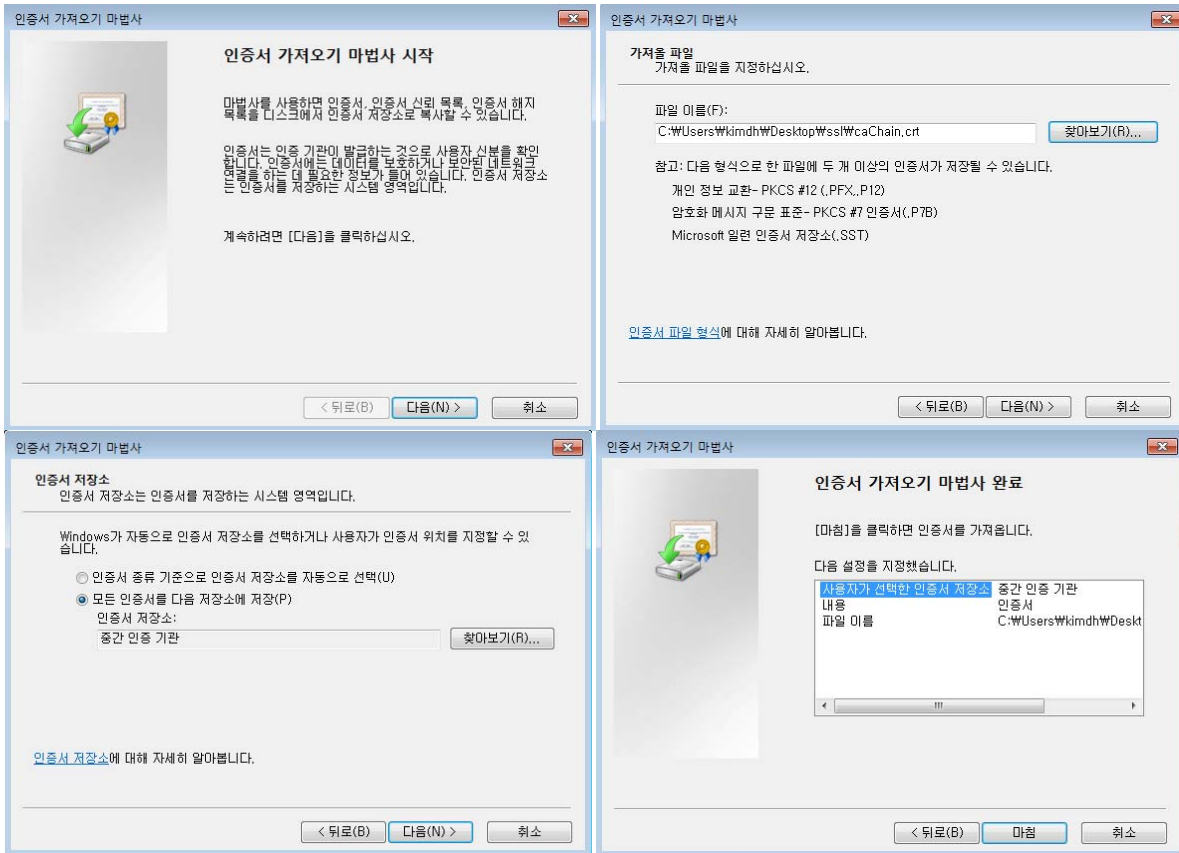 인증서 가져오기 마법사
인증서 가져오기 마법사 시작
마법사를 사용하면 인증서, 인증서 신뢰 목록, 인증서 해지
목록을 디스크에서 인증서 저장소로 복사할 수 있습니다.
인증서는 인증 기관이 발급하는 것으로 사용자 신분을 확인
합니다. 인증서에는 데이터를 보호하거나 보안된 네트워크
연결을 하는 데 필요한 정보가 들어 있습니다. 인증서 저장소
는 인증서를 저장하는 시스템 영역입니다.
계속하려면 [다음]을 클릭하십시오.
< 뒤로(B)
다음(N) >
취소
인증서 가져오기 마법사
가져올 파일
가져올 파일을 지정하십시오.
파일 이름(F):
C:₩Users₩kimdh₩Desktop₩ssl₩caChain.crt
찾아보기(R)...
참고: 다음 형식으로 한 파일에 두 개 이상의 인증서가 저장될 수 있습니다.
개인 정보 교환- PKCS #12 (.PFX,.P12)
암호화 메시지 구문 표준- PKCS #7 인증서(.P7B)
Microsoft 일련 인증서 저장소(.SST)
인증서 파일 형식에 대해 자세히 알아봅니다.
< 뒤로(B)
다음(N) >
취소
인증서 가져오기 마법사
인증서 저장소
인증서 저장소는 인증서를 저장하는 시스템 영역입니다.
Windows가 자동으로 인증서 저장소를 선택하거나 사용자가 인증서 위치를 지정할 수 있
습니다.
인증서 종류 기준으로 인증서 저장소를 자동으로 선택(U)
모든 인증서를 다음 저장소에 저장(P)
인증서 저장소:
중간 인증 기관
찾아보기(R)...
인증서 저장소에 대해 자세히 알아봅니다.
< 뒤로(B)
다음(N) >
취소
인증서 가져오기 마법사
인증서 가져오기 마법사 완료
[마침]을 클릭하면 인증서를 가져옵니다.
다음 설정을 지정했습니다.
사용자가 선택한 인증서 저장소 중간 인증 기관
내용 인증서
파일 이름 C:₩Users₩kimdh₩Deskt
< 뒤로(B)
마침
취소